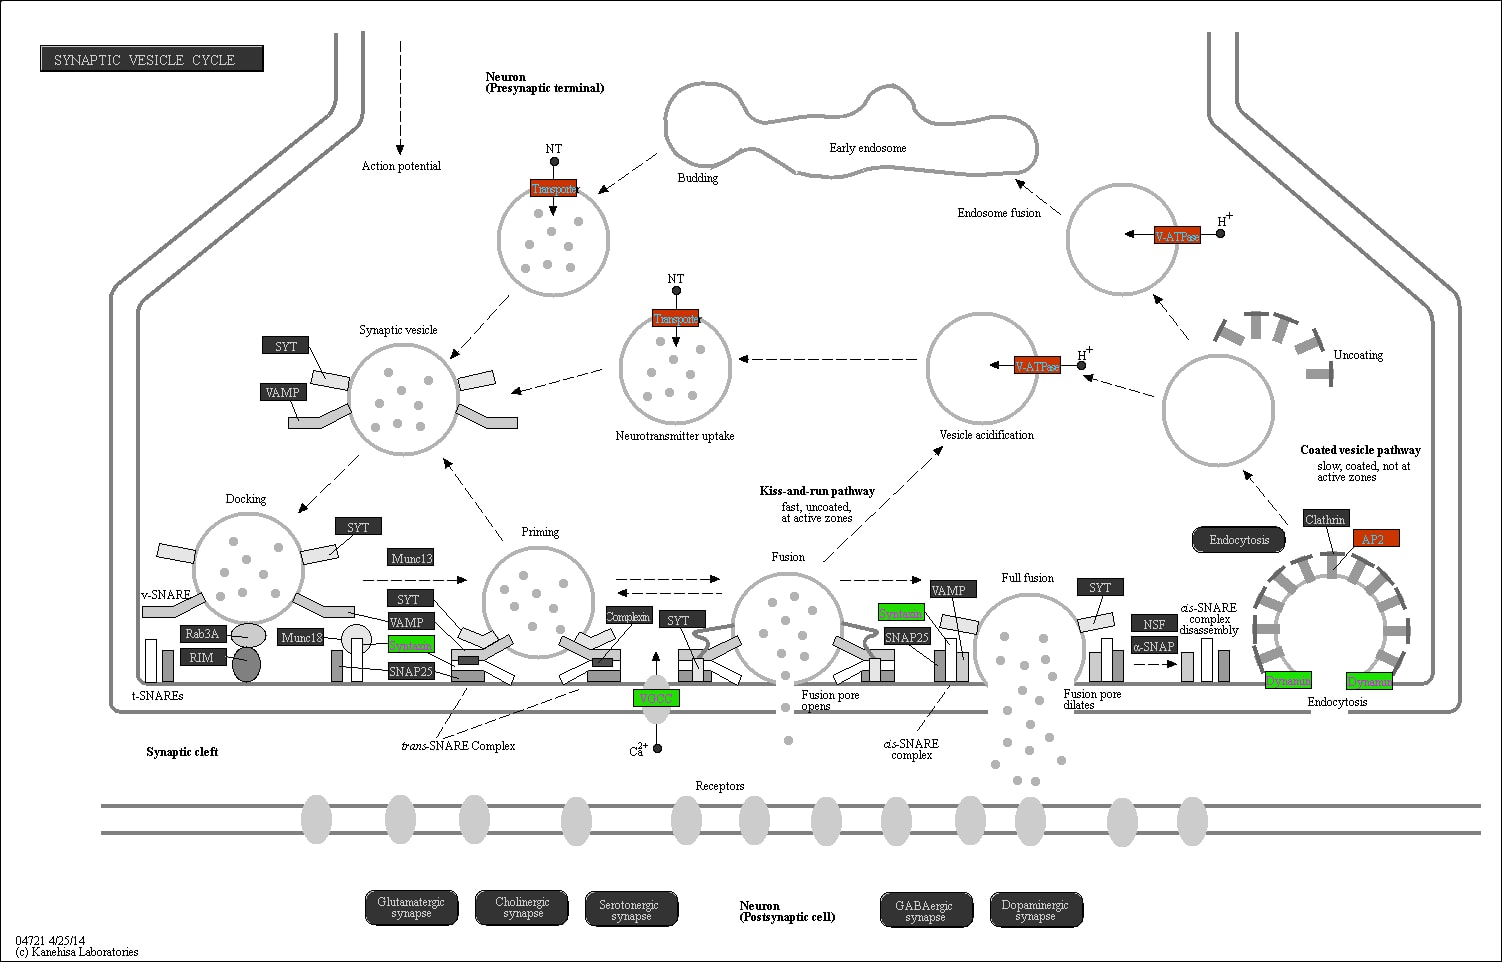 SYNAPTIC VESICLE CYCLE
Neuron
(Presynaptic terminal)
Action potential
NT
Transporter
Budding
Early endosome
Endosome fusion
V-ATPase
H+
NT
Transporter
Synaptic vesicle
SYT
VAMP
Neurotransmitter uptake
V-ATPase
H+
Vesicle acidification
Uncoating
Coated vesicle pathway
slow, coated, not at
active zones
Kiss-and-run pathway
fast, uncoated,
at active zones
Docking
SYT
Priming
Fusion
Full fusion
Endocytosis
Clathrin
AP2
Munc13
v-SNARE
SYT
VAMP
Syntaxin
SNAP25
Rab3A
RIM
Munc18
t-SNAREs
Complexin
SYT
VGCC
Ca2+
trans-SNARE Complex
Fusion pore
opens
VAMP
Syntaxin
SNAP25
cis-SNARE
complex
SYT
Fusion pore
dilates
NSF
α-SNAP
cis-SNARE
complex
disassembly
Dynamin
Dynamin
Endocytosis
Synaptic cleft
Receptors
Glutamatergic
synapse
Cholinergic
synapse
Serotonergic
synapse
Neuron
(Postsynaptic cell)
GABAergic
synapse
Dopaminergic
synapse
04721 4/25/14
(c) Kanehisa Laboratories